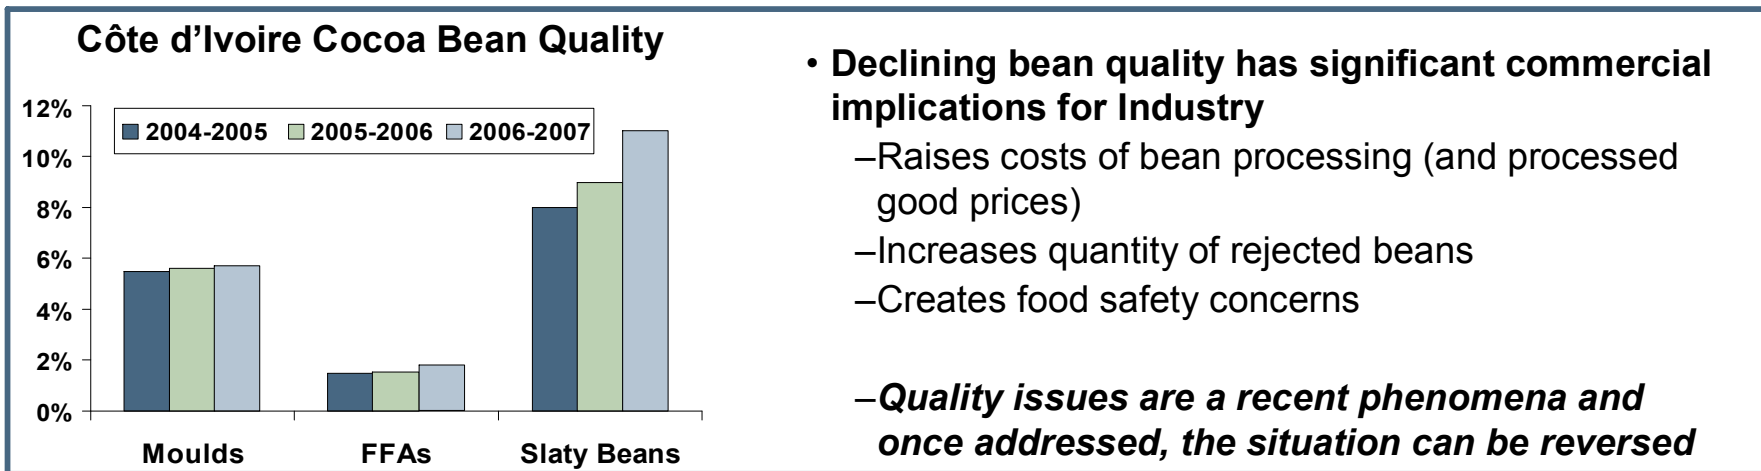 Côte d’Ivoire Cocoa Bean Quality
12%
10%
8%
6%
4%
2%
0%
2004-2005 2005-2006 2006-2007
Moulds FFAs Slaty Beans
• Declining bean quality has significant commercial
implications for Industry
–Raises costs of bean processing (and processed
good prices)
–Increases quantity of rejected beans
–Creates food safety concerns
–Quality issues are a recent phenomena and
once addressed, the situation can be reversed